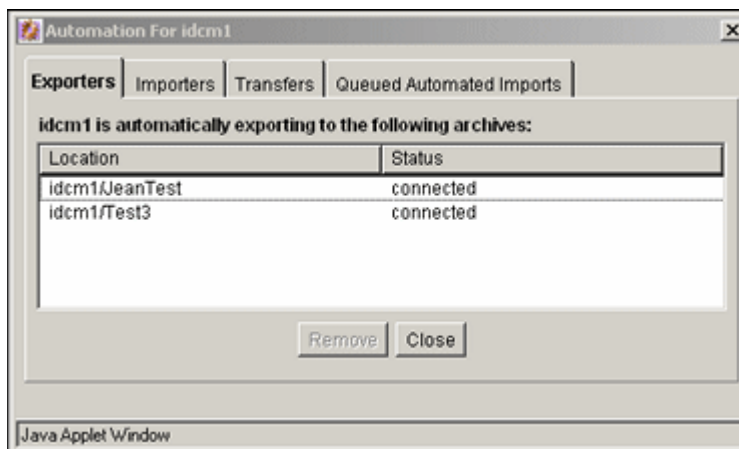 Automation For idcm1
Exporters Importers Transfers Queued Automated Imports
idcm1 is automatically exporting to the following archives:
Location Status
idcm1/JeanTest connected
idcm1/Test3 connected
Remove Close
Java Applet Window